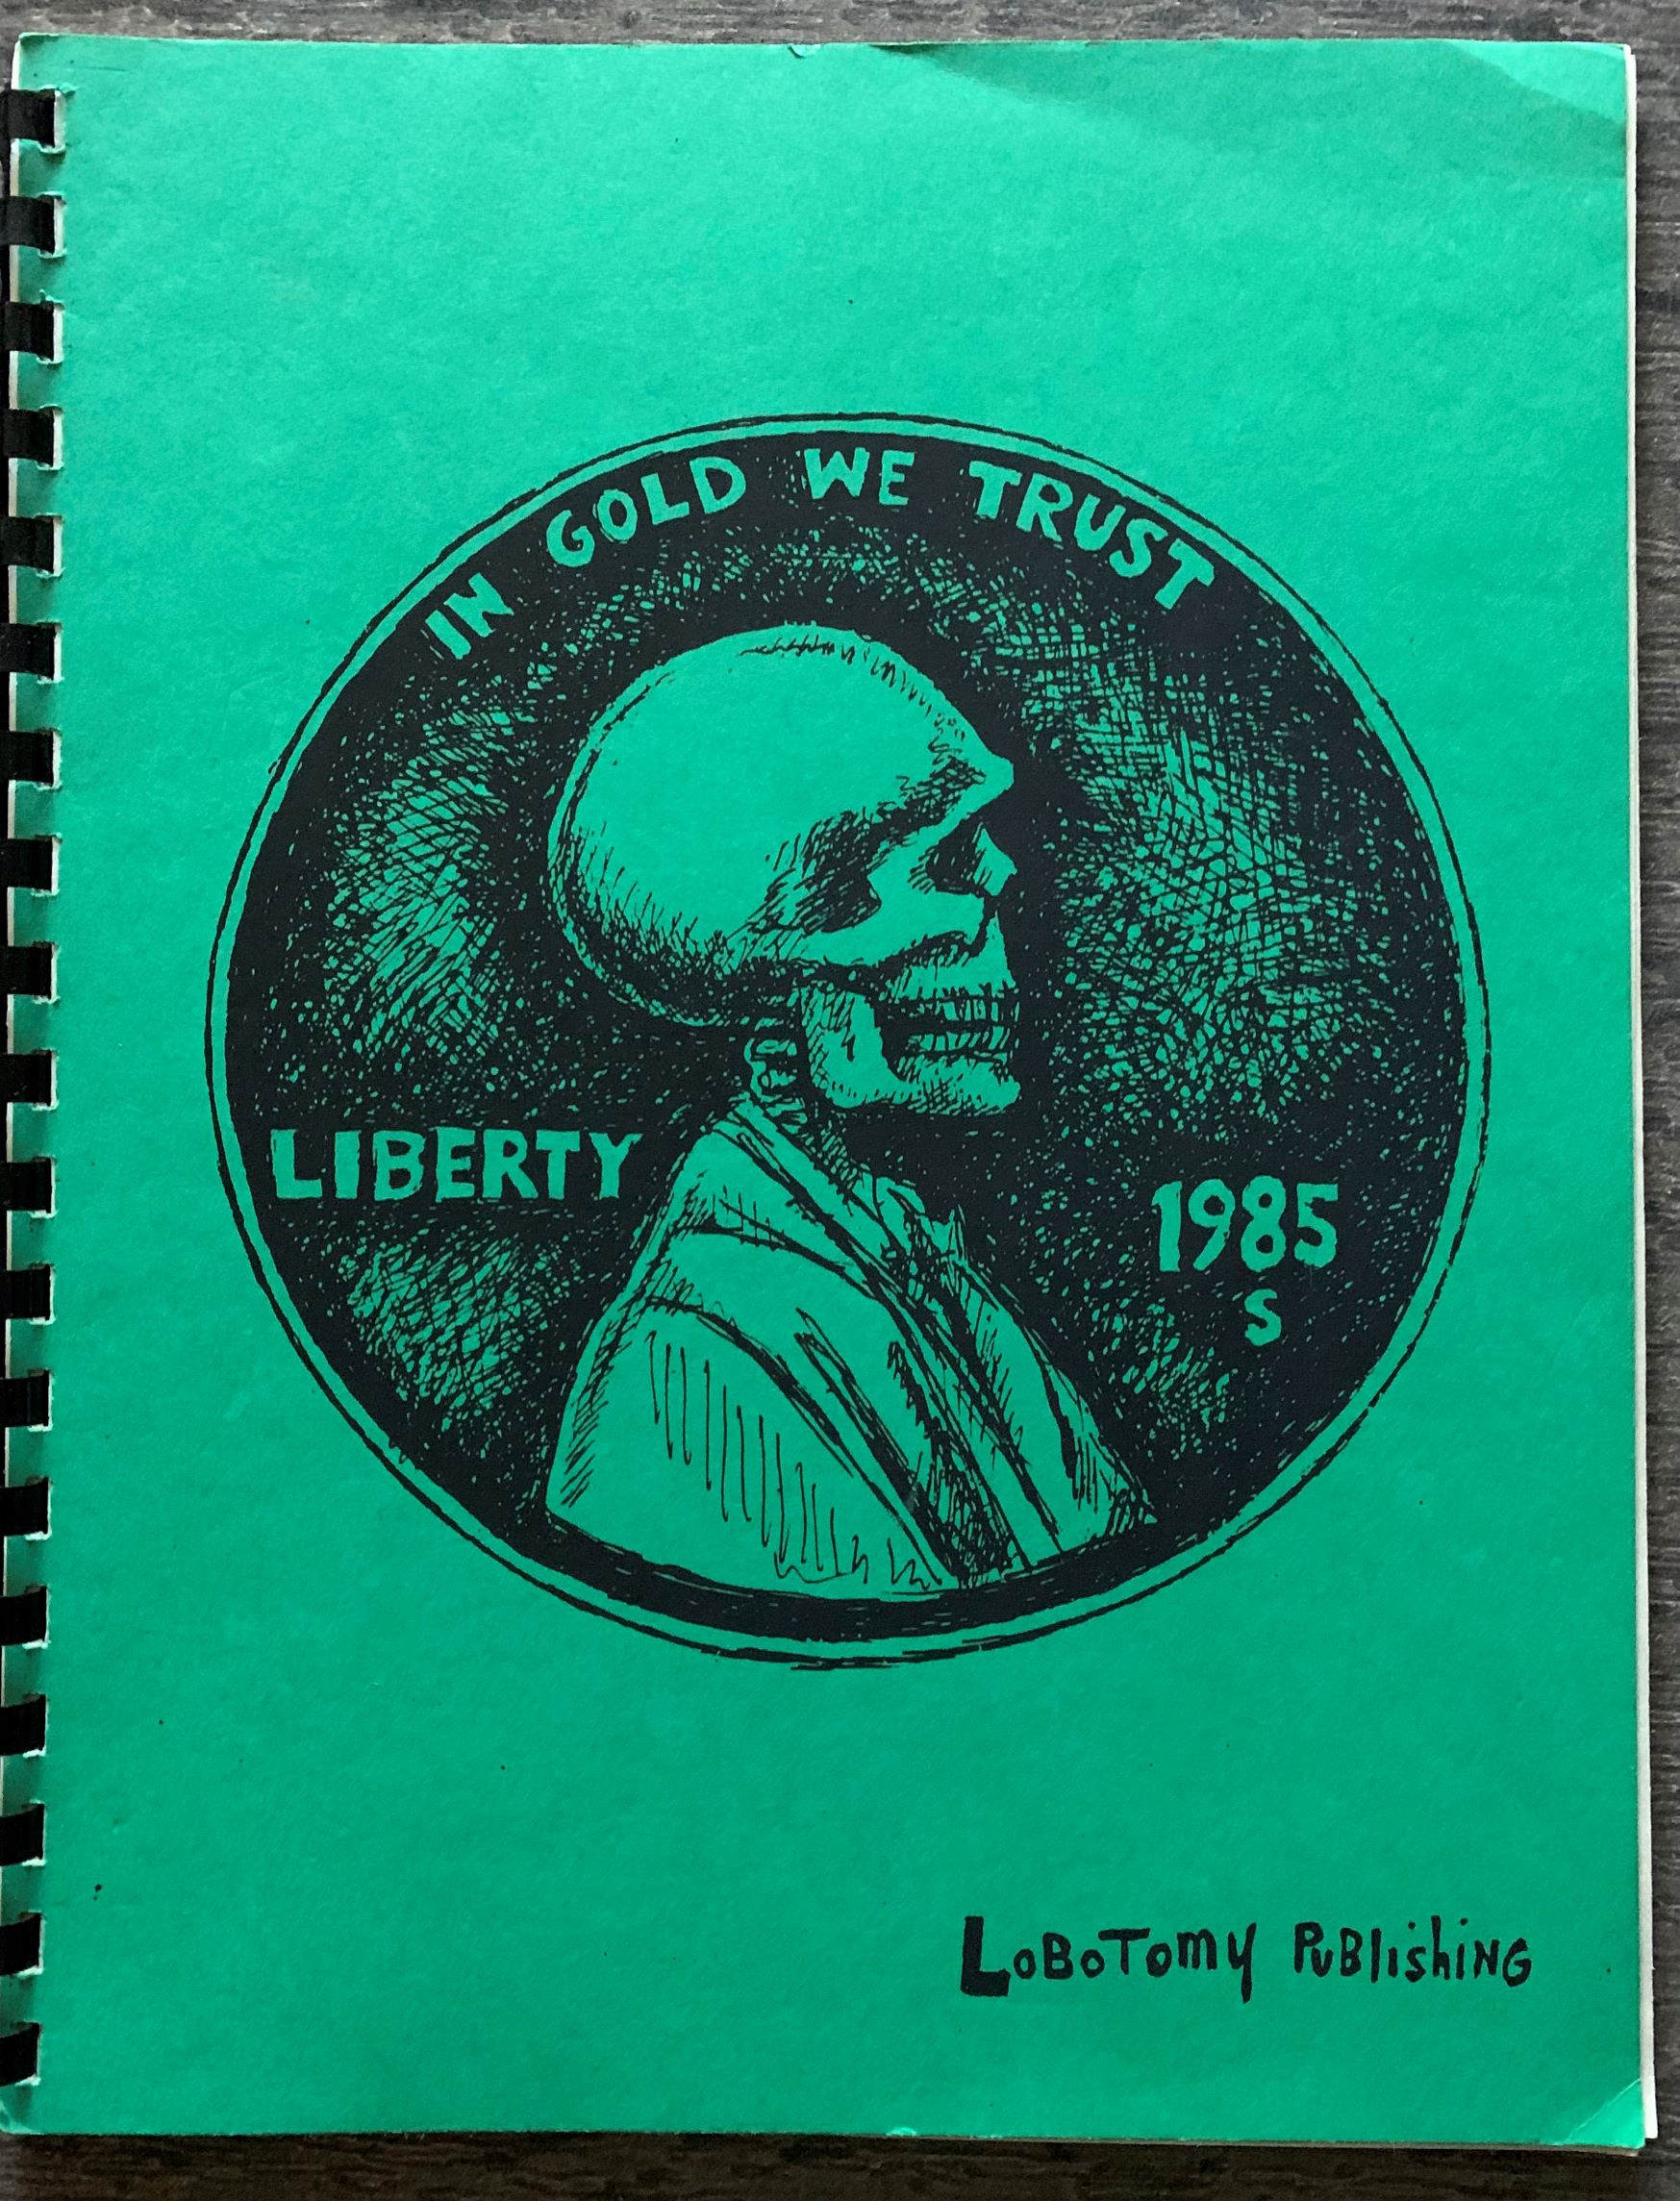 IN GOLD WE TRUST
LIBERTY
1985
S
LoBoTomy PuBlishiNG